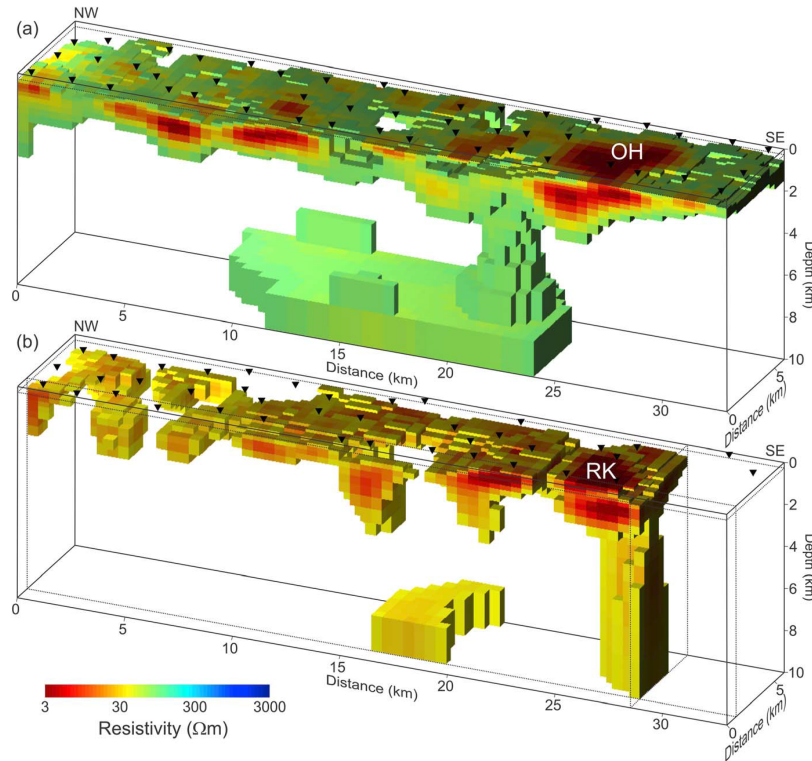 (a)
NW
OH
SE
0
2
4
6
8
10
Depth (km)
0
5
10
15
20
25
30
0
5
Distance (km)
Distance (km)
(b)
NW
RK
SE
0
2
4
6
8
10
Depth (km)
0
5
10
15
20
25
30
0
5
Distance (km)
Distance (km)
3 30 300 3000
Resistivity (Ωm)